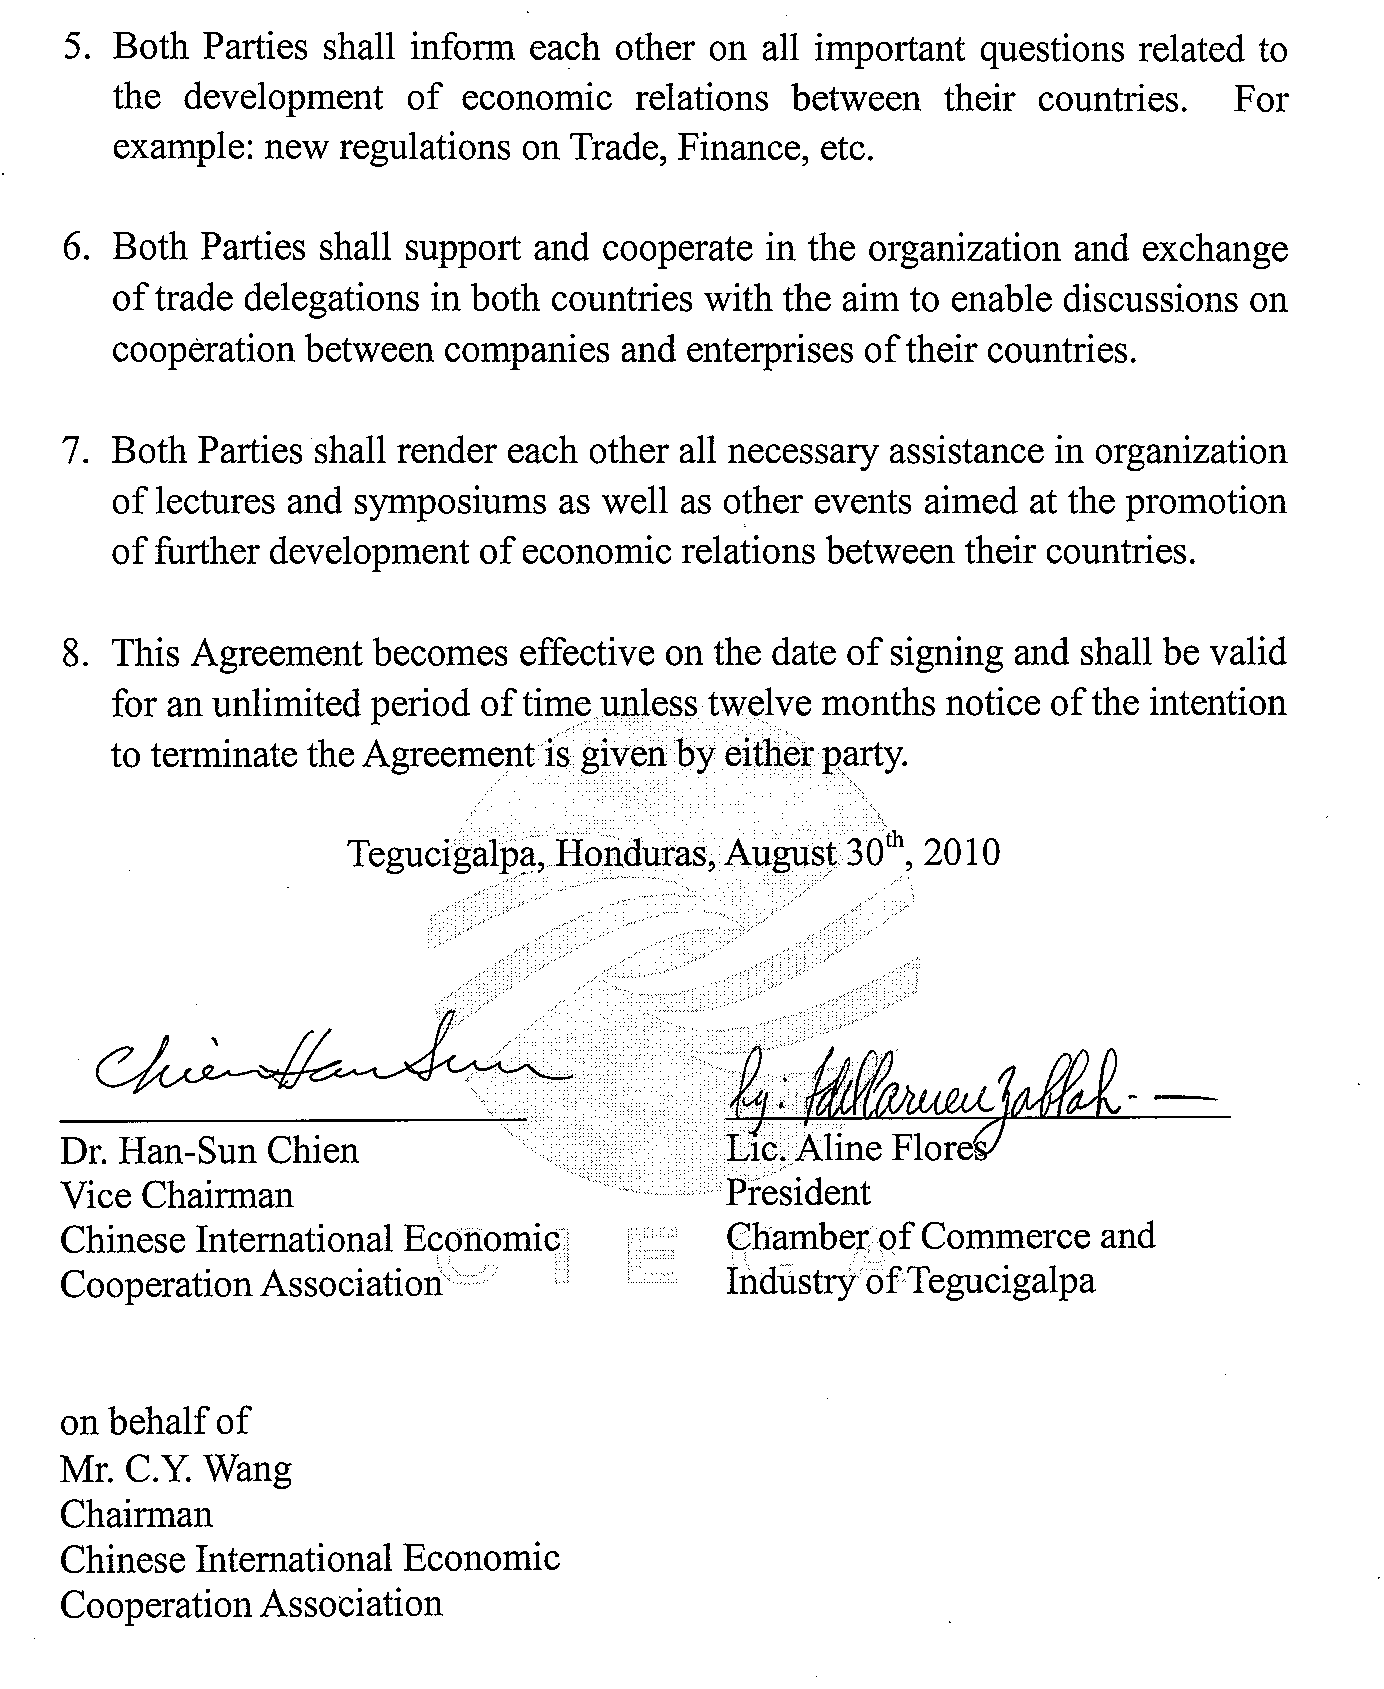 5. Both Parties shall inform each other on all important questions related to
the development of economic relations between their countries. For
example: new regulations on Trade, Finance, etc.
6. Both Parties shall support and cooperate in the organization and exchange
of trade delegations in both countries with the aim to enable discussions on
cooperation between companies and enterprises of their countries.
7. Both Parties shall render each other all necessary assistance in organization
of lectures and symposiums as well as other events aimed at the promotion
of further development of economic relations between their countries.
8. This Agreement becomes effective on the date of signing and shall be valid
for an unlimited period of time unless twelve months notice of the intention
to terminate the Agreement is given by either party.
Tegucigalpa, Honduras, August 30th, 2010
Chien Han Sun
by:
Dr. Han-Sun Chien
Vice Chairman
Chinese International Economic
Cooperation Association
Lic. Aline Flores
President
Chamber of Commerce and
Industry of Tegucigalpa
on behalf of
Mr. C.Y. Wang
Chairman
Chinese International Economic
Cooperation Association